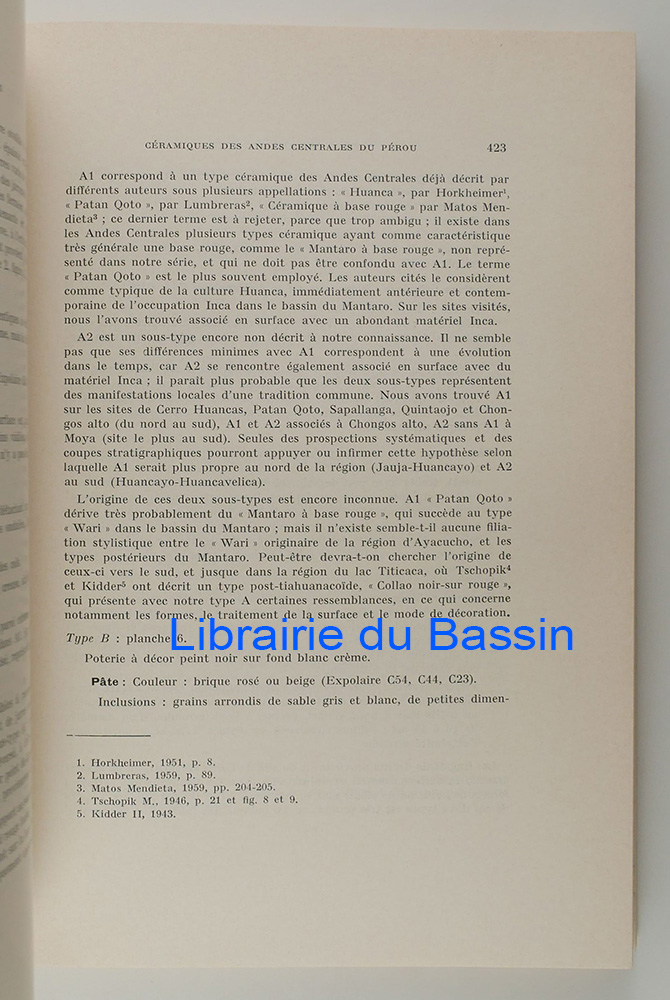 CÉRAMIQUES DES ANDES CENTRALES DU PÉROU 423
A1 correspond à un type céramique des Andes Centrales déjà décrit par
différents auteurs sous plusieurs appellations : « Huanca », par Horkheimer¹,
« Patan Qoto », par Lumbreras², « Céramique à base rouge » par Matos Men-
dieta³ ; ce dernier terme est à rejeter, parce que trop ambigu ; il existe dans
les Andes Centrales plusieurs types céramique ayant comme caractéristique
très générale une base rouge, comme le « Mantaro à base rouge », non repré-
senté dans notre série, et qui ne doit pas être confondu avec A1. Le terme
« Patan Qoto » est le plus souvent employé. Les auteurs cités le considèrent
comme typique de la culture Huanca, immédiatement antérieure et contem-
poraine de l'occupation Inca dans le bassin du Mantaro. Sur les sites visités,
nous l'avons trouvé associé en surface avec un abondant matériel Inca.
A2 est un sous-type encore non décrit à notre connaissance. Il ne semble
pas que ses différences minimes avec A1 correspondent à une évolution
dans le temps, car A2 se rencontre également associé en surface avec du
matériel Inca ; il paraît plus probable que les deux sous-types représentent
des manifestations locales d'une tradition commune. Nous avons trouvé A1
sur les sites de Cerro Huancas, Patan Qoto, Sapallanga, Quintaojo et Chon-
gos alto (du nord au sud), A1 et A2 associés à Chongos alto, A2 sans A1 à
Moya (site le plus au sud). Seules des prospections systématiques et des
coupes stratigraphiques pourront appuyer ou infirmer cette hypothèse selon
laquelle A1 serait plus propre au nord de la région (Jauja-Huancayo) et A2
au sud (Huancayo-Huancavelica).
L'origine de ces deux sous-types est encore inconnue. A1 « Patan Qoto »
dérive très probablement du « Mantaro à base rouge », qui succède au type
« Wari » dans le bassin du Mantaro ; mais il n'existe semble-t-il aucune filia-
tion stylistique entre le « Wari » originaire de la région d'Ayacucho, et les
types postérieurs du Mantaro. Peut-être devra-t-on chercher l'origine de
ceux-ci vers le sud, et jusque dans la région du lac Titicaca, où Tschopik⁴
et Kidder⁵ ont décrit un type post-tiahuanacoïde, « Collao noir-sur rouge »,
qui présente avec notre type A certaines ressemblances, en ce qui concerne
notamment les formes, le traitement de la surface et le mode de décoration.
Type B : planche 6.
Librairie du Bassin
Poterie à décor peint noir sur fond blanc crème.
Pâte : Couleur : brique rosé ou beige (Expolaire C54, C44, C23).
Inclusions : grains arrondis de sable gris et blanc, de petites dimen-
1. Horkheimer, 1951, p. 8.
2. Lumbreras, 1959, p. 89.
3. Matos Mendieta, 1959, pp. 204-205.
4. Tschopik M., 1946, p. 21 et fig. 8 et 9.
5. Kidder II, 1943.